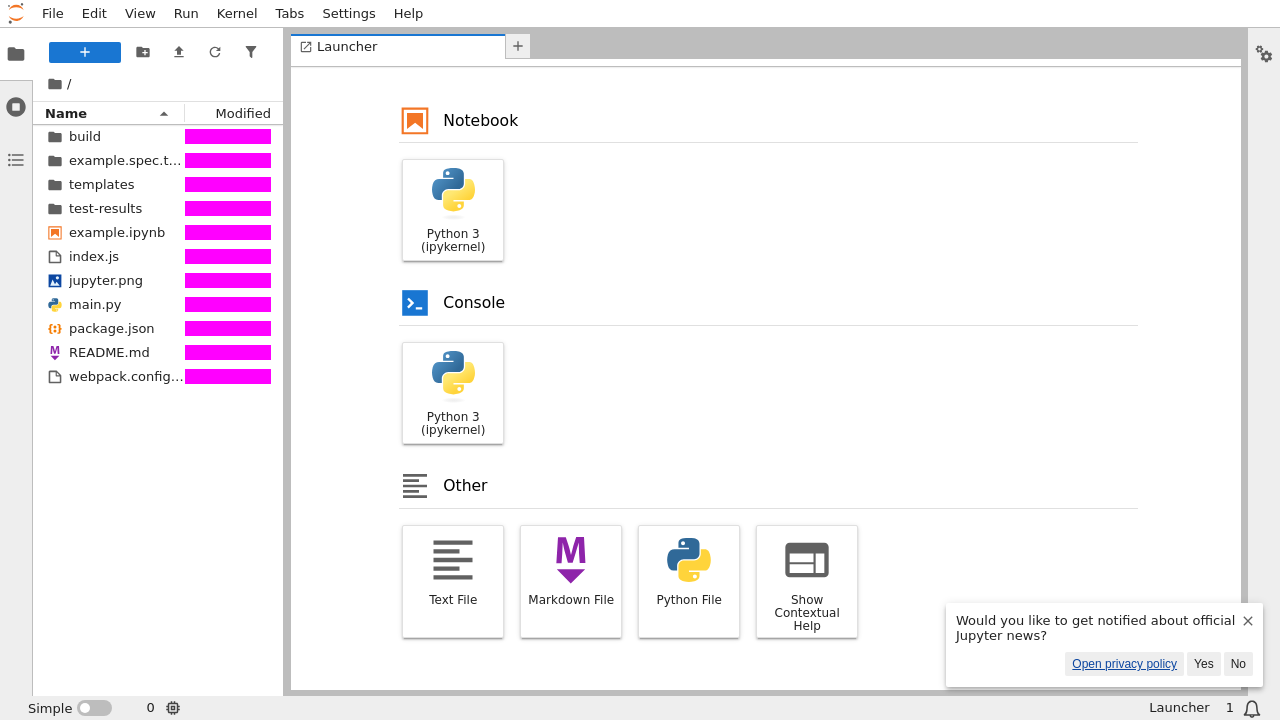 File Edit View Run Kernel Tabs Settings Help
Launcher
/
Name Modified
build
example.spec.t...
templates
test-results
example.ipynb
index.js
jupyter.png
main.py
package.json
README.md
webpack.config...
Notebook
Python 3
(ipykernel)
Console
Python 3
(ipykernel)
Other
Text File
Markdown File
Python File
Show
Contextual
Help
Would you like to get notified about official
Jupyter news?
Open privacy policy Yes No
Simple 0 Launcher 1